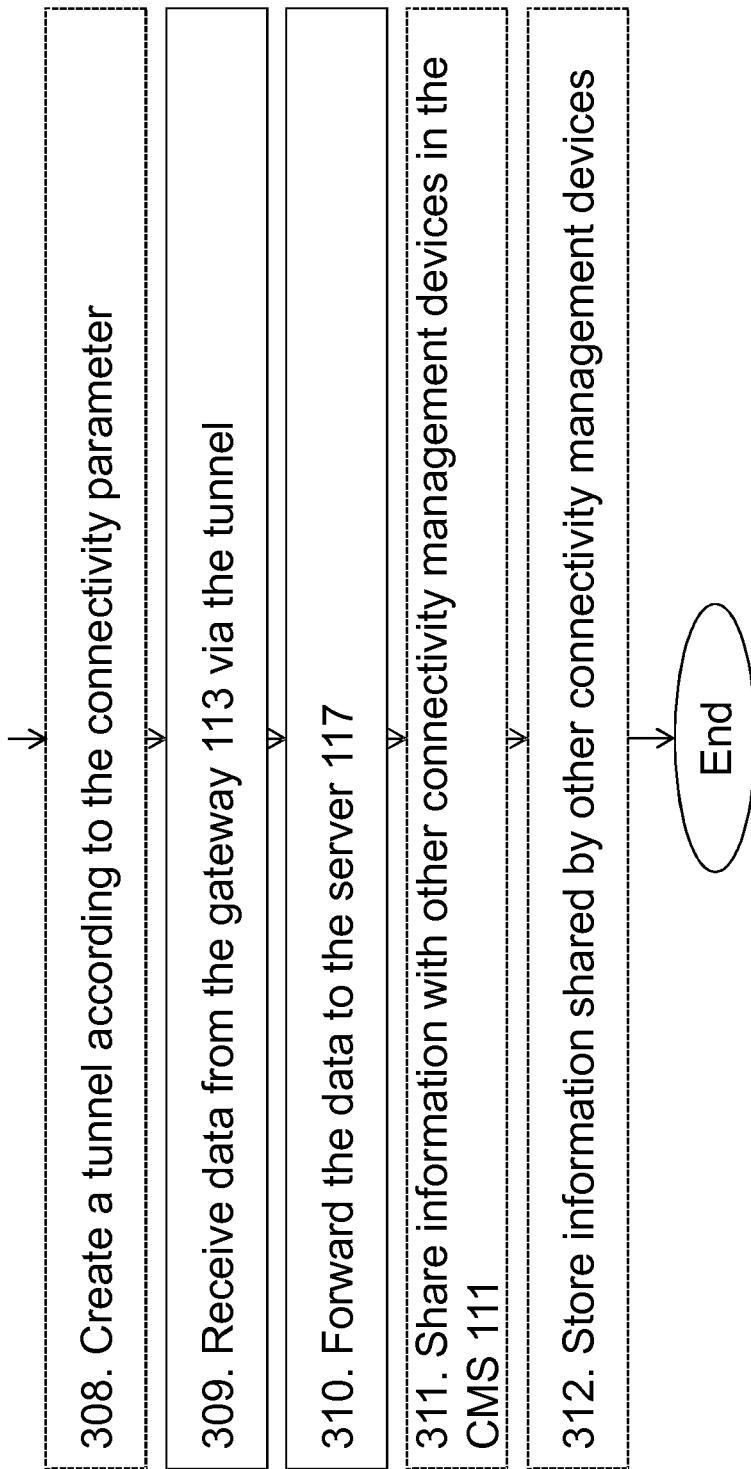 308. Create a tunnel according to the connectivity parameter
309. Receive data from the gateway 113 via the tunnel
310. Forward the data to the server 117
311. Share information with other connectivity management devices in the
CMS 111
312. Store information shared by other connectivity management devices
End